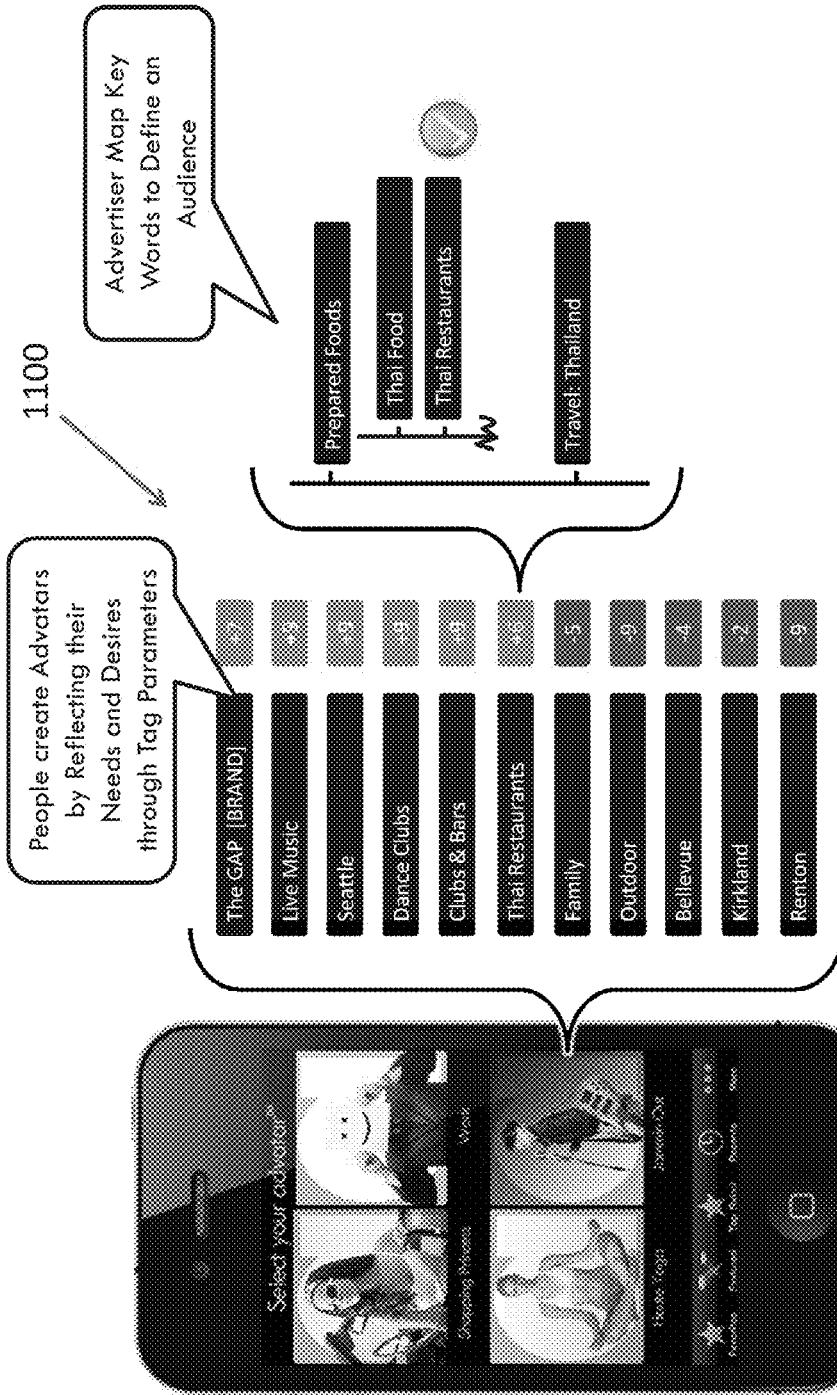 1100
People create Advatars
by Reflecting their
Needs and Desires
through Tag Parameters
Advertiser Map Key
Words to Define an
Audience
Select your advatar
Work
The GAP [BRAND]
Live Music
Seattle
Dance Clubs
Clubs & Bars
Thai Restaurants
Family
-5
Outdoor
-9
Bellevue
-4
Kirkland
-2
Renton
-9
Prepared Foods
Thai Food
Thai Restaurants
Travel: Thailand